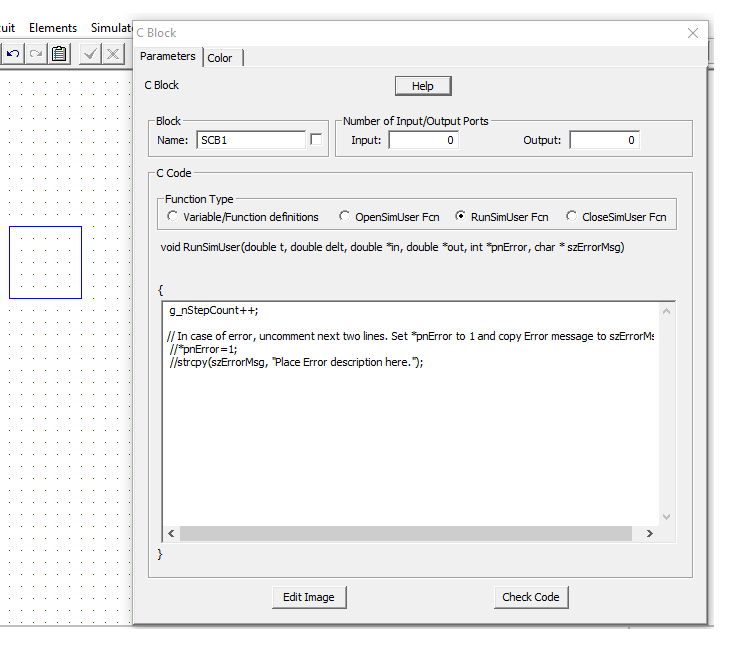 uit Elements Simulat
C Block
Parameters Color
C Block Help
Block
Name: SCB1
Number of Input/Output Ports
Input: 0 Output: 0
C Code
Function Type
Variable/Function definitions OpenSimUser Fcn RunSimUser Fcn CloseSimUser Fcn
void RunSimUser(double t, double delt, double *in, double *out, int *pnError, char * szErrorMsg)
{
g_nStepCount++;
// In case of error, uncomment next two lines. Set *pnError to 1 and copy Error message to szErrorMs
//*pnError=1;
//strcpy(szErrorMsg, "Place Error description here.");
}
Edit Image Check Code